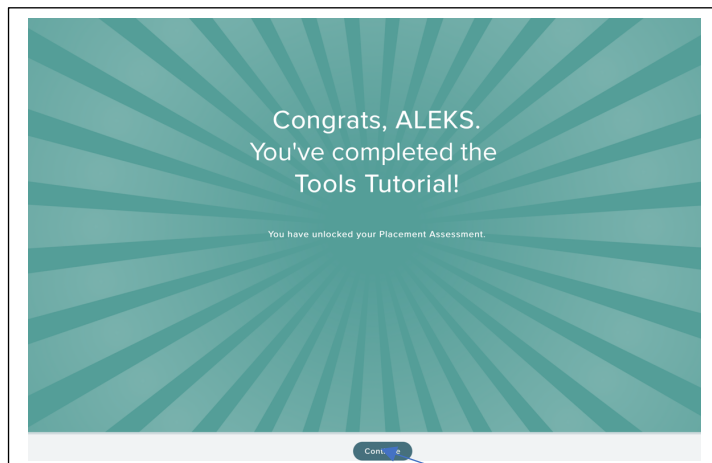 Congrats, ALEKS.
You've completed the
Tools Tutorial!
You have unlocked your Placement Assessment.